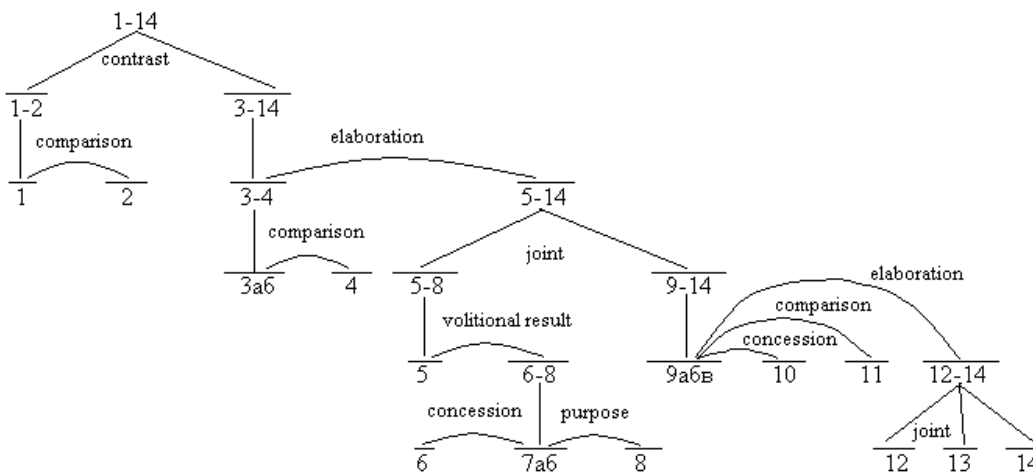 1-14
contrast
1-2 3-14
comparison elaboration
1 2 3-4 5-14
comparison joint elaboration
3аб 4 5-8 9-14
volitional result comparison
concession
5 6-8 9абв 10 11 12-14
concession purpose joint
6 7аб 8 12 13 14